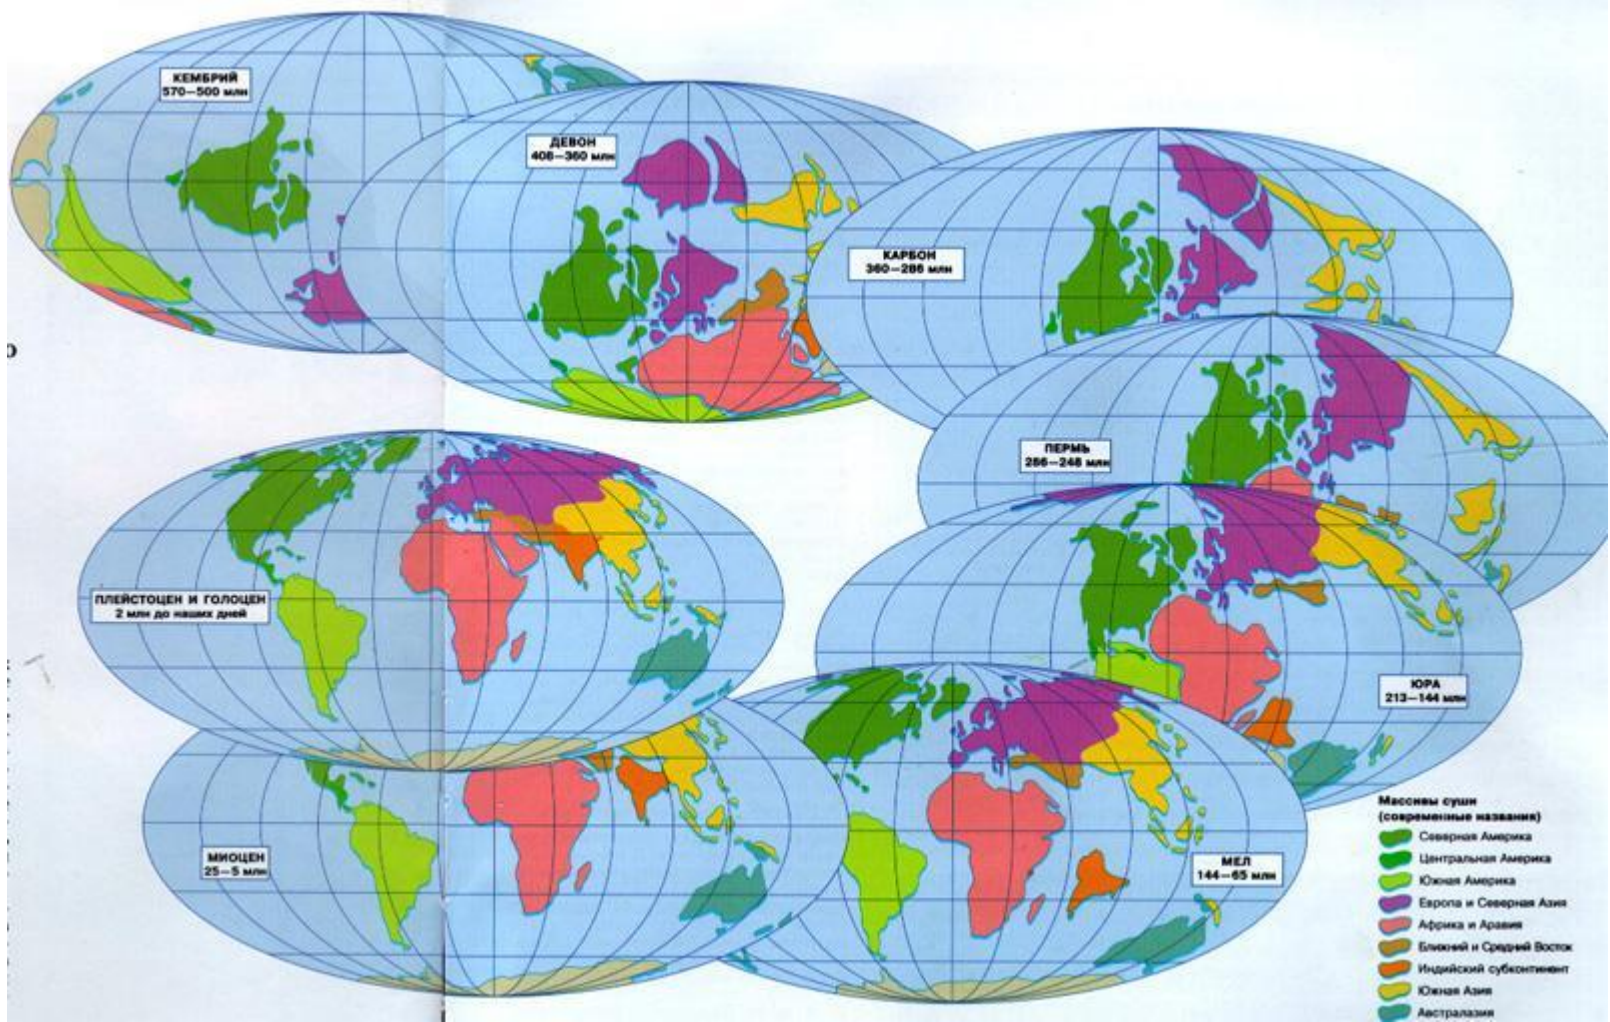 КЕМБРИЙ
570—500 млн
ДЕВОН
408—360 млн
КАРБОН
360—286 млн
ПЕРМЬ
286—248 млн
ПЛЕЙСТОЦЕН И ГОЛОЦЕН
2 млн до наших дней
ЮРА
213—144 млн
МИОЦЕН
25—5 млн
МЕЛ
144—65 млн
Массивы суши
(современные названия)
Северная Америка
Центральная Америка
Южная Америка
Европа и Северная Азия
Африка и Аравия
Ближний и Средний Восток
Индийский субконтинент
Южная Азия
Австралазия